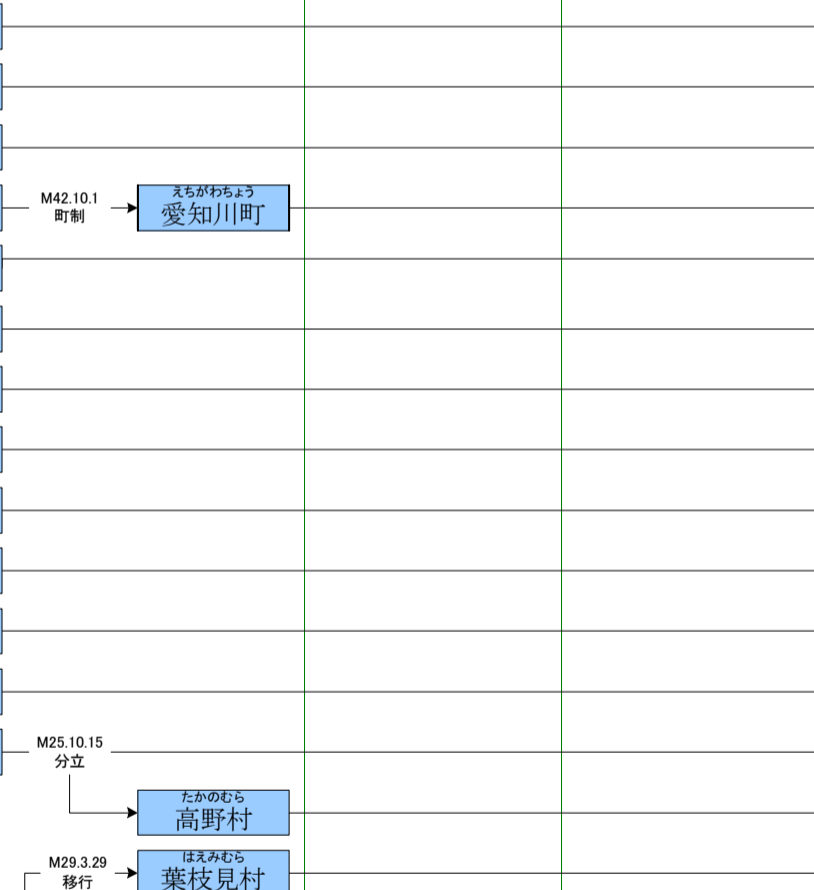 M42.10.1
町制
えちがわちょう
愛知川町
M25.10.15
分立
たかのむら
高野村
M29.3.29
移行
はえみむら
葉枝見村